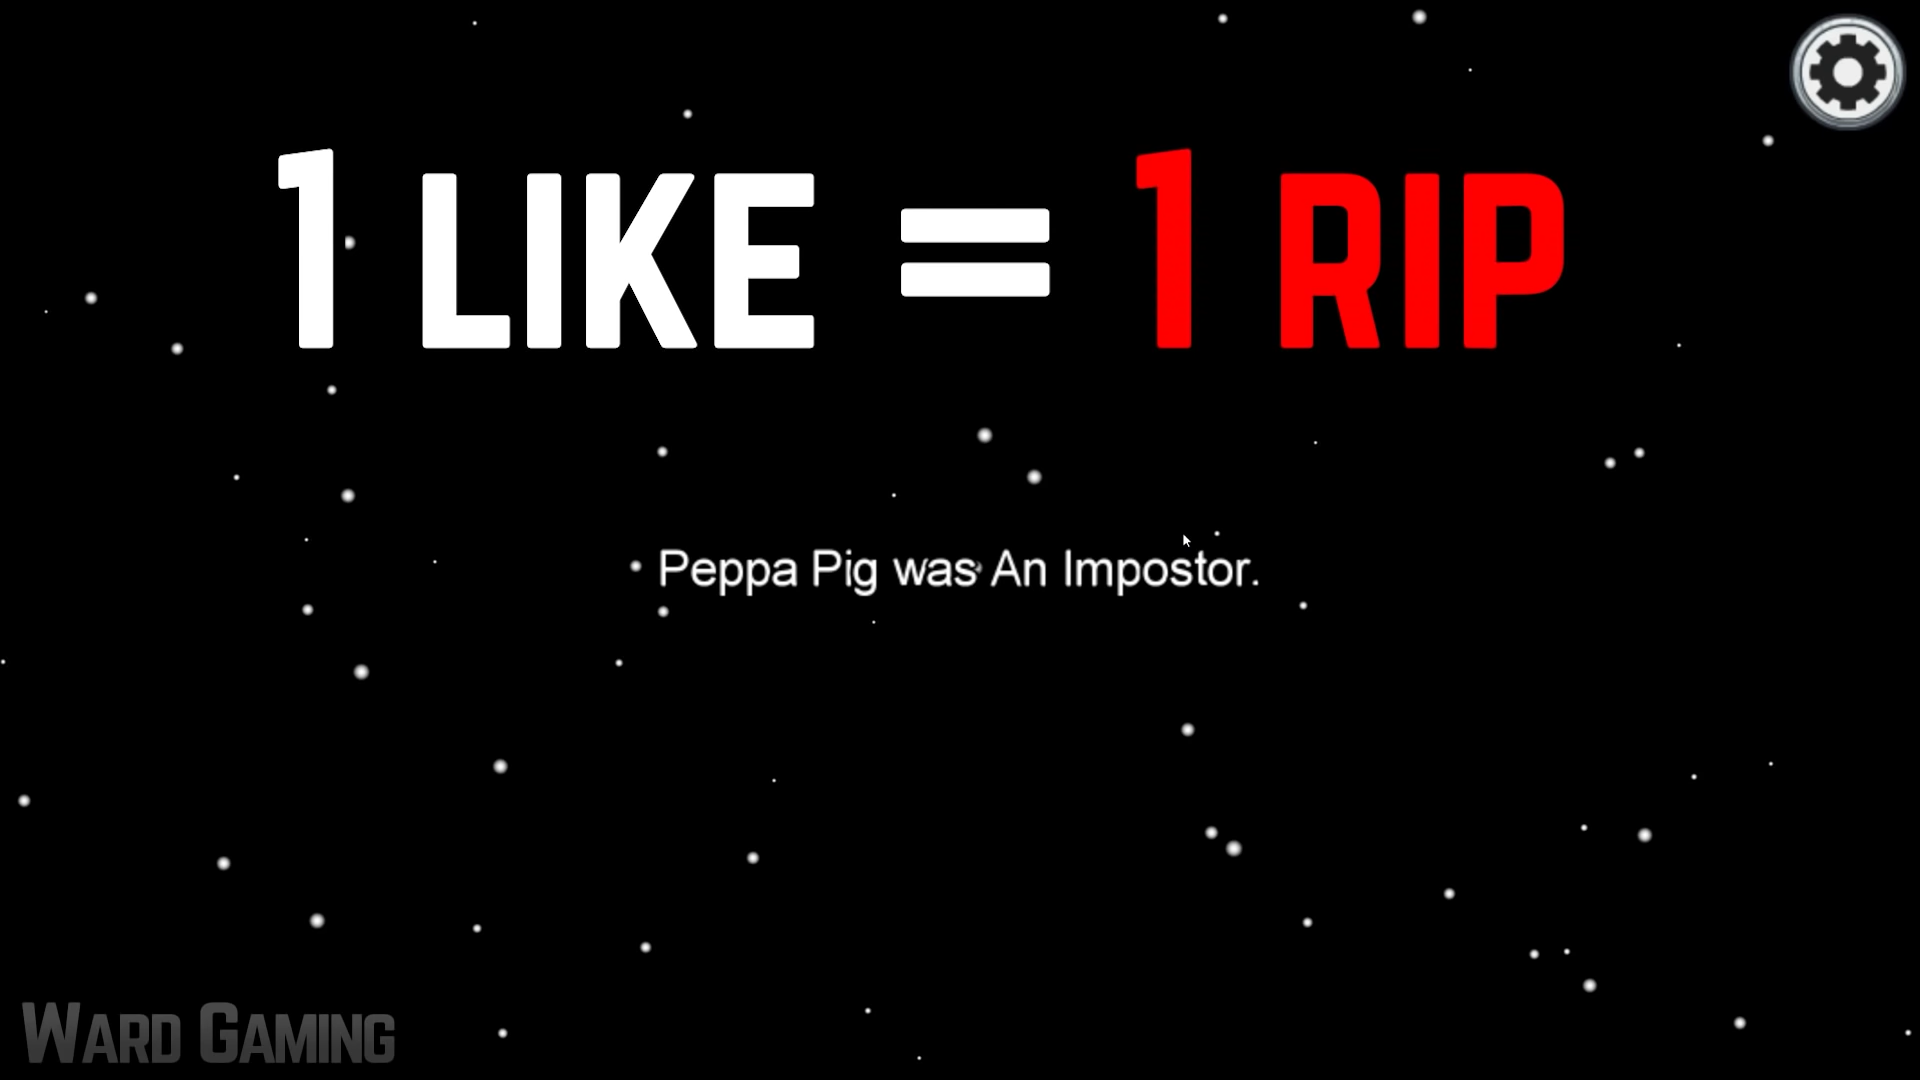 1 LIKE = 1 RIP
Peppa Pig was An Impostor.
WARD GAMING